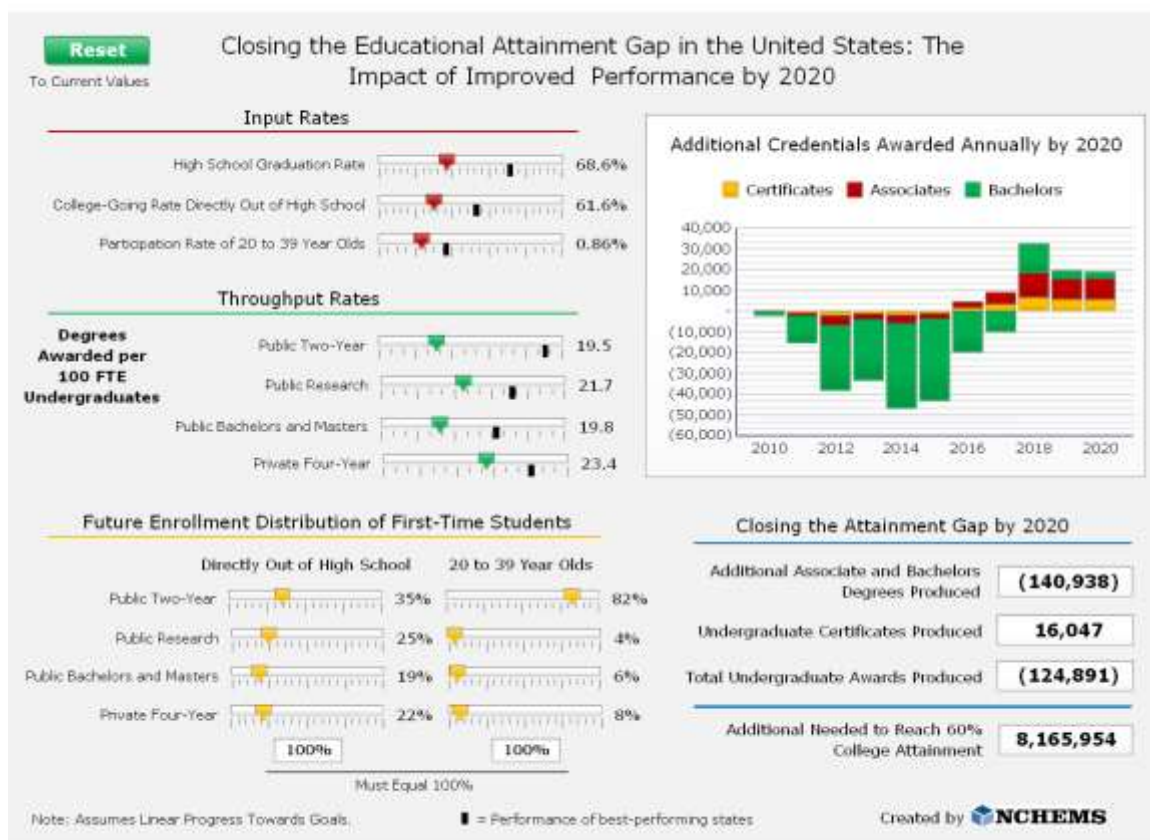 Reset
To Current Values
Closing the Educational Attainment Gap in the United States: The
Impact of Improved Performance by 2020
Input Rates
High School Graduation Rate 68.6%
College-Going Rate Directly Out of High School 61.6%
Participation Rate of 20 to 39 Year Olds 0.86%
Throughput Rates
Degrees
Awarded per
100 FTE
Undergraduates
Public Two-Year 19.5
Public Research 21.7
Public Bachelors and Masters 19.8
Private Four-Year 23.4
Additional Credentials Awarded Annually by 2020
Certificates Associates Bachelors
40,000
30,000
20,000
10,000
-
(10,000)
(20,000)
(30,000)
(40,000)
(50,000)
(60,000)
2010 2012 2014 2016 2018 2020
Future Enrollment Distribution of First-Time Students
Directly Out of High School 20 to 39 Year Olds
Public Two-Year 35% 82%
Public Research 25% 4%
Public Bachelors and Masters 19% 6%
Private Four-Year 22% 8%
100% 100%
Must Equal 100%
Closing the Attainment Gap by 2020
Additional Associate and Bachelors
Degrees Produced (140,938)
Undergraduate Certificates Produced 16,047
Total Undergraduate Awards Produced (124,891)
Additional Needed to Reach 60%
College Attainment 8,165,954
Note: Assumes Linear Progress Towards Goals.
= Performance of best-performing states
Created by NCHEMS